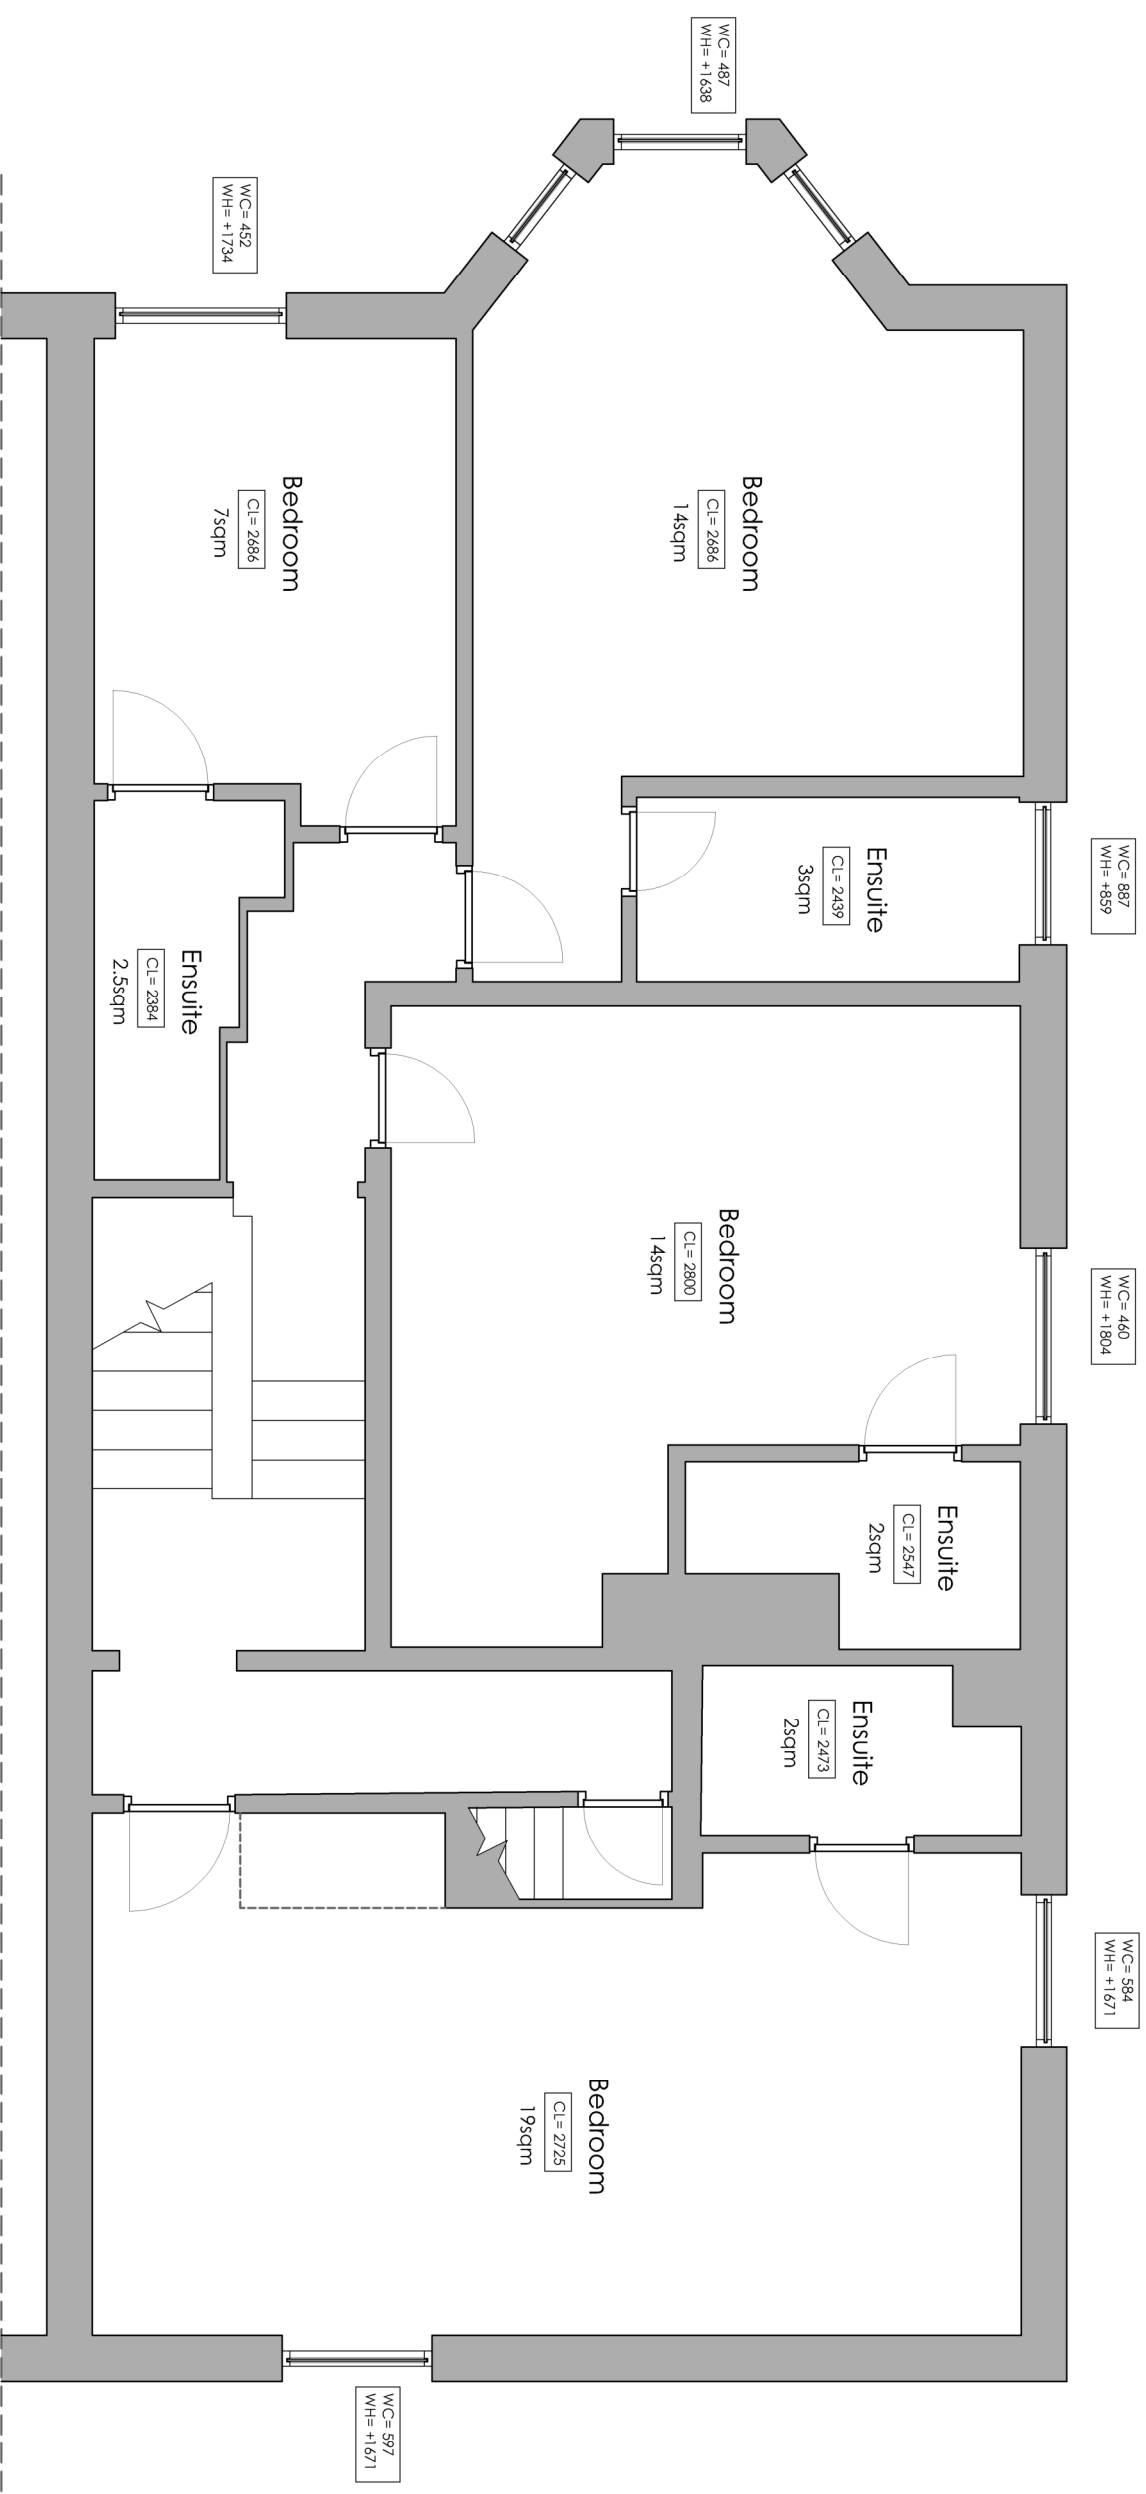 WC= 487
WH= +1638
WC= 452
WH= +1734
Bedroom
CL= 2686
14sqm
Bedroom
CL= 2686
7sqm
WC= 887
WH= +859
Ensuite
CL= 2439
3sqm
Ensuite
CL= 2384
2.5sqm
WC= 460
WH= +1804
Bedroom
CL= 2800
14sqm
Ensuite
CL= 2547
2sqm
Ensuite
CL= 2473
2sqm
WC= 584
WH= +1671
Bedroom
CL= 2725
19sqm
WC= 597
WH= +1671